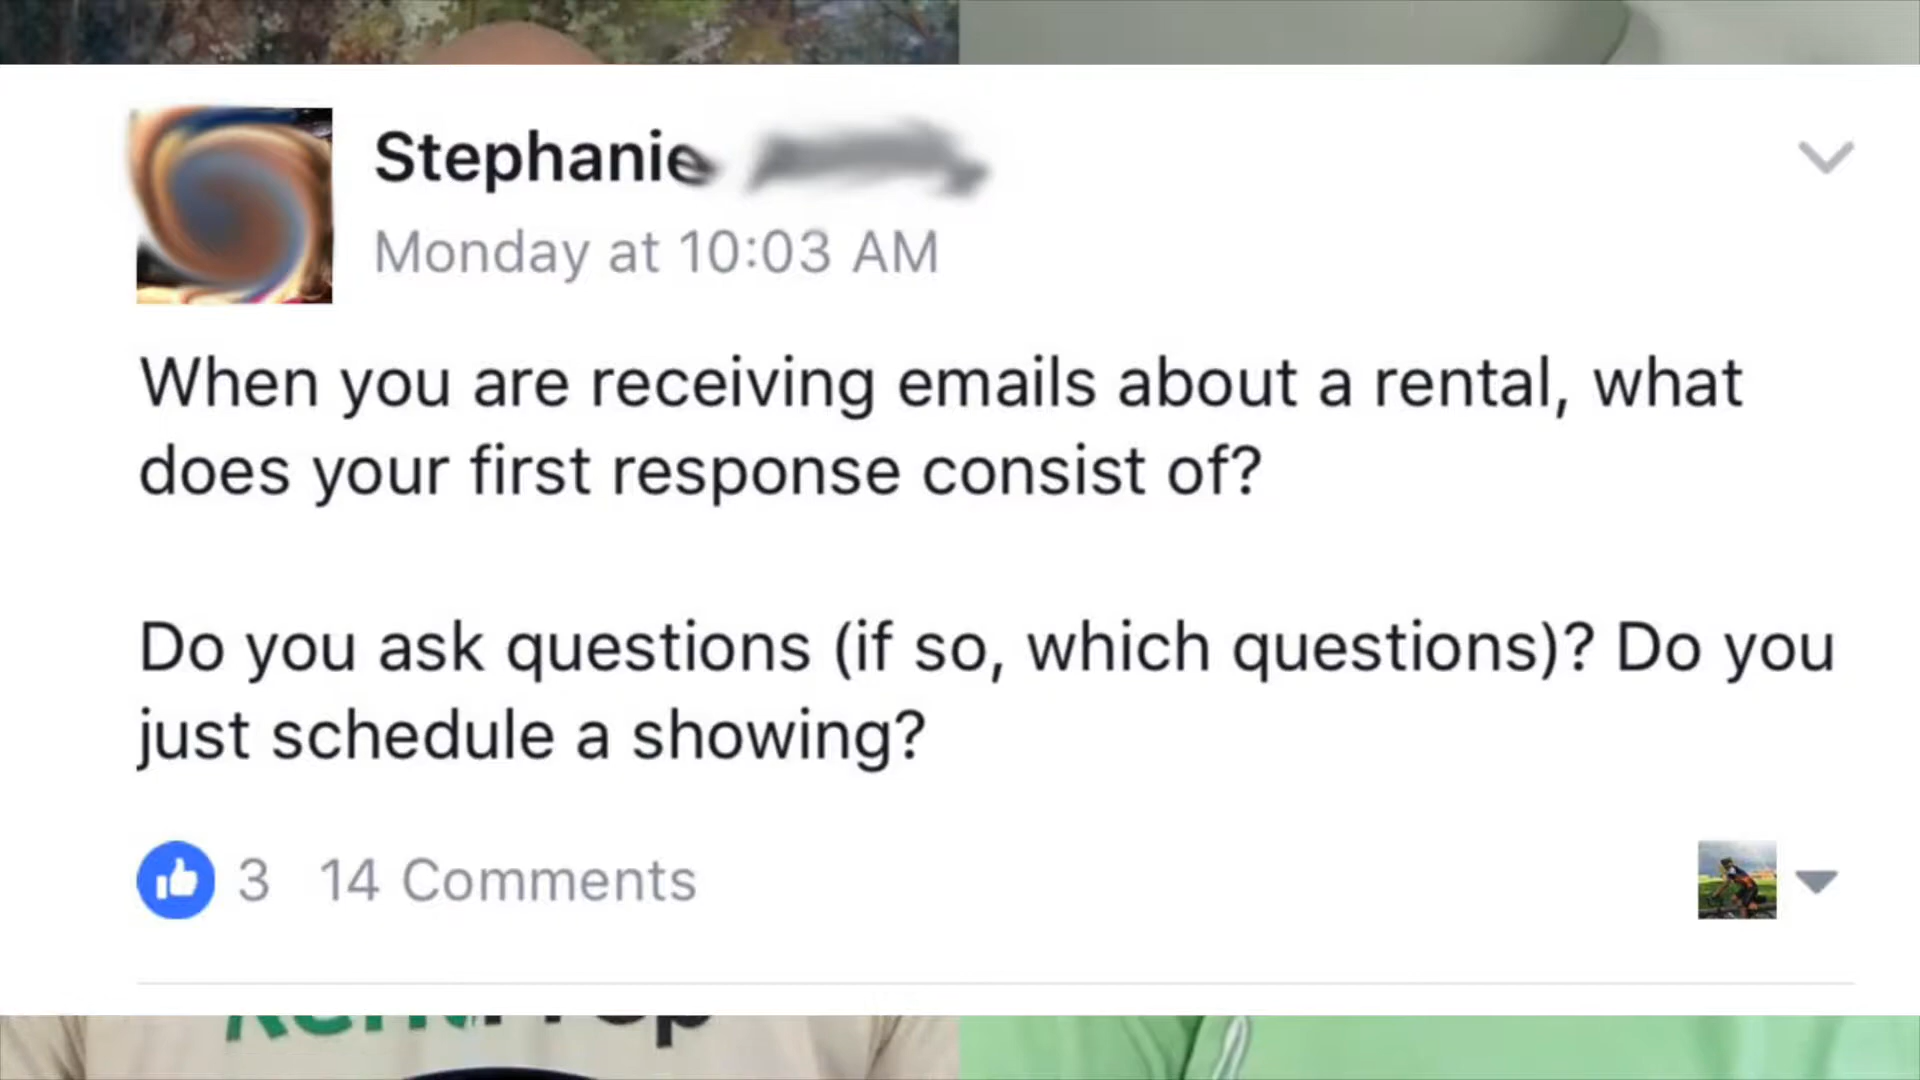 Stephanie
Monday at 10:03 AM
When you are receiving emails about a rental, what
does your first response consist of?
Do you ask questions (if so, which questions)? Do you
just schedule a showing?
3 14 Comments